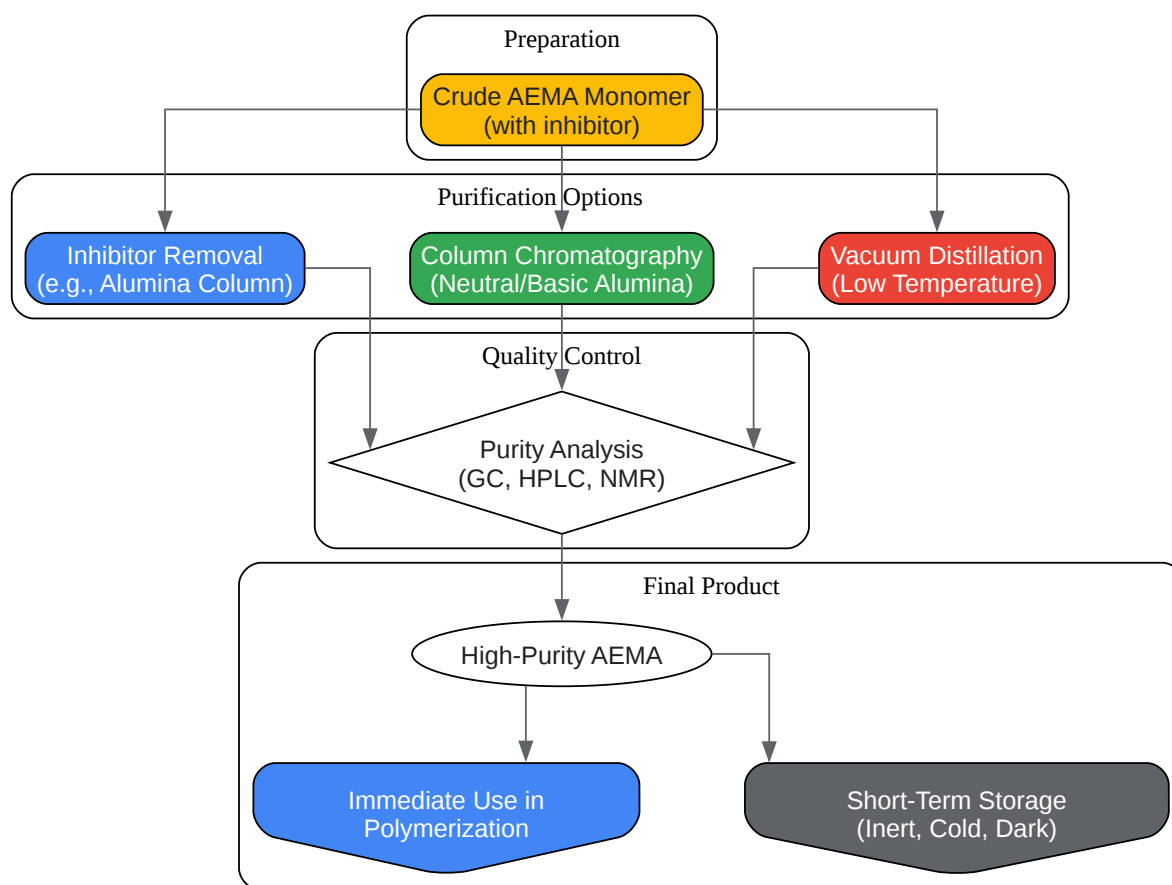 Preparation
Crude AEMA Monomer
(with inhibitor)
Purification Options
Inhibitor Removal
(e.g., Alumina Column)
Column Chromatography
(Neutral/Basic Alumina)
Vacuum Distillation
(Low Temperature)
Quality Control
Purity Analysis
(GC, HPLC, NMR)
Final Product
High-Purity AEMA
Immediate Use in
Polymerization
Short-Term Storage
(Inert, Cold, Dark)